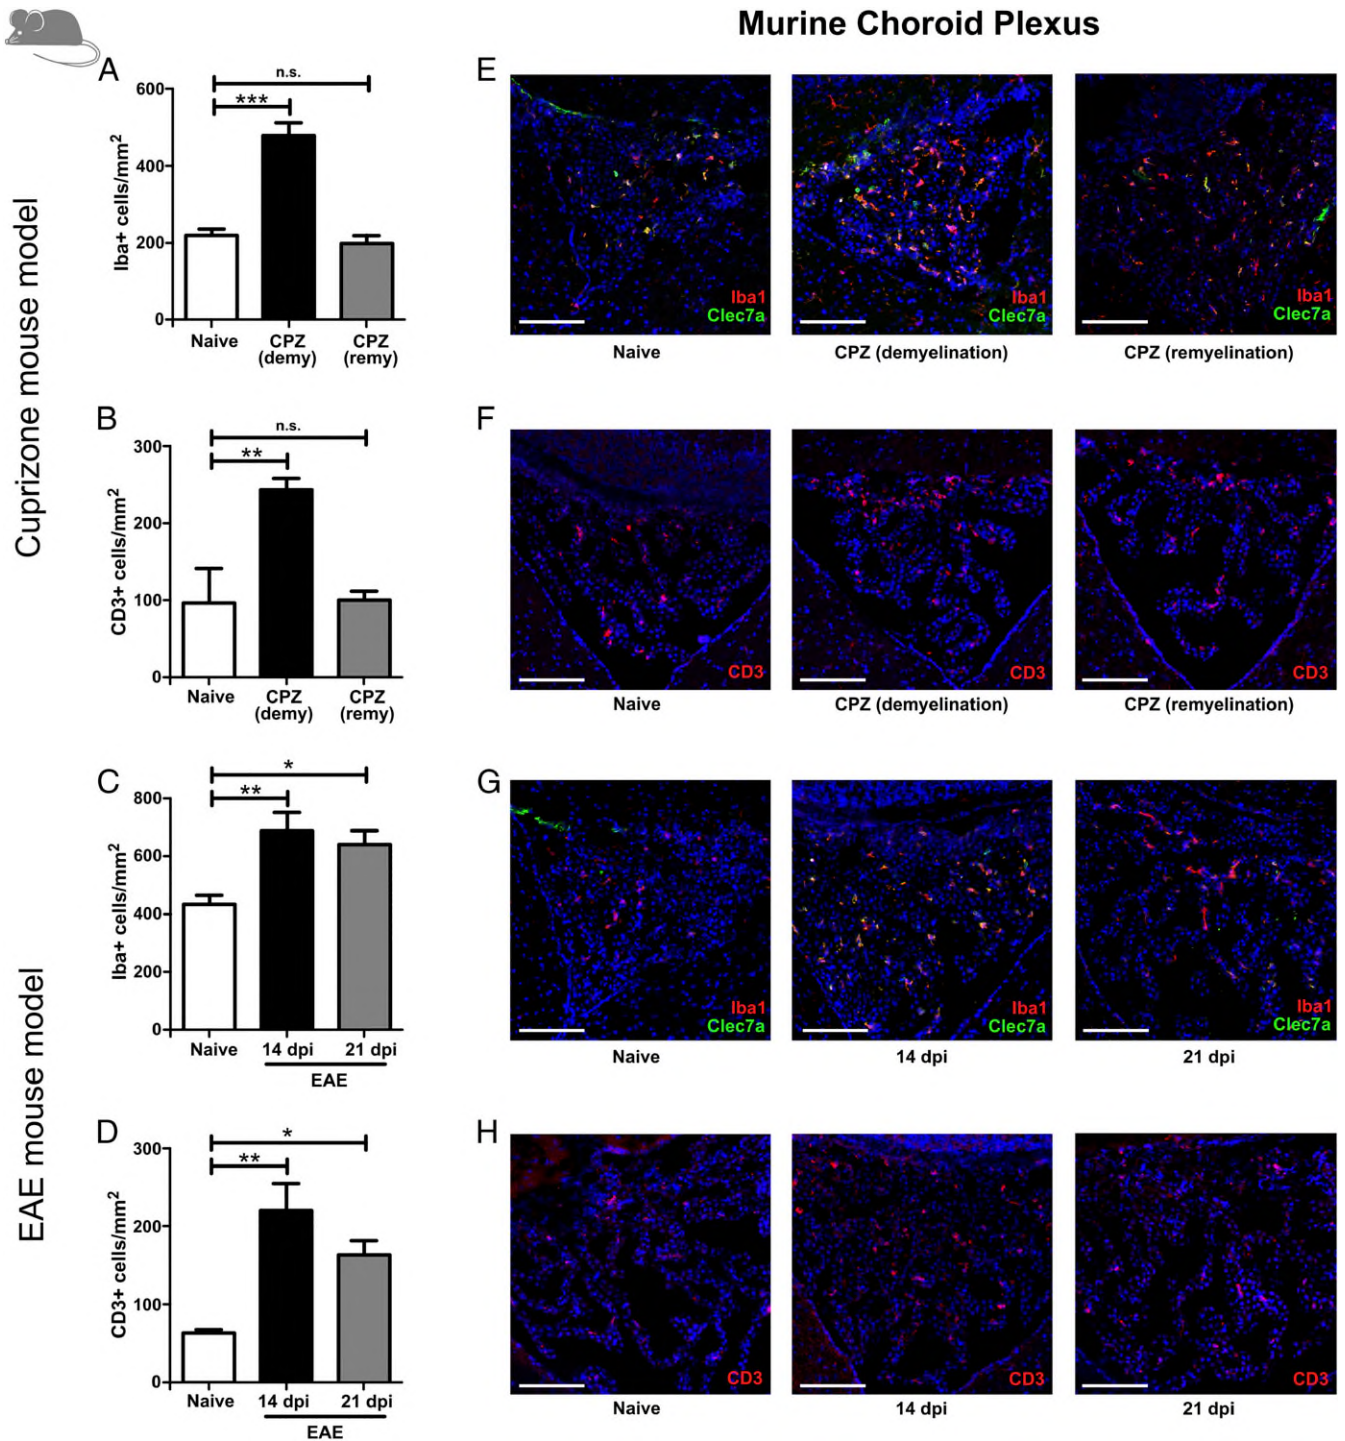 Murine Choroid Plexus
Cuprizone mouse model
EAE mouse model
A
n.s.
***
Iba+ cells/mm2
600
400
200
0
Naive
CPZ
(demy)
CPZ
(remy)
E
Iba1
Clec7a
Naive
Iba1
Clec7a
CPZ (demyelination)
Iba1
Clec7a
CPZ (remyelination)
B
n.s.
**
CD3+ cells/mm2
300
200
100
0
Naive
CPZ
(demy)
CPZ
(remy)
F
CD3
Naive
CD3
CPZ (demyelination)
CD3
CPZ (remyelination)
C
*
**
Iba+ cells/mm2
800
600
400
200
0
Naive
14 dpi
21 dpi
EAE
G
Iba1
Clec7a
Naive
Iba1
Clec7a
14 dpi
Iba1
Clec7a
21 dpi
D
*
**
CD3+ cells/mm2
300
200
100
0
Naive
14 dpi
21 dpi
EAE
H
CD3
Naive
CD3
14 dpi
CD3
21 dpi